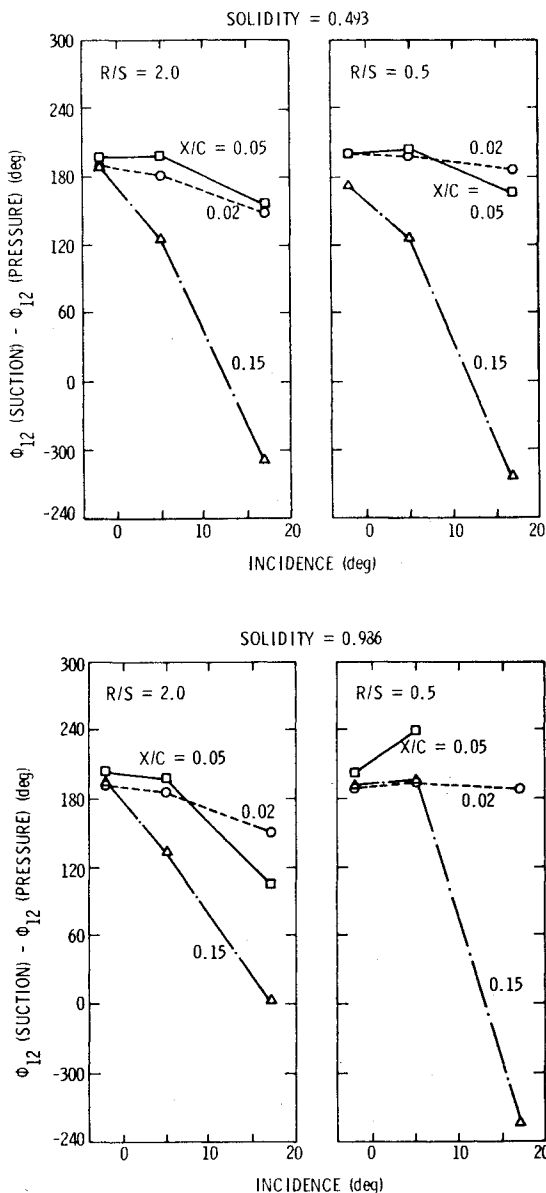 SOLIDITY = 0.493
R/S = 2.0
R/S = 0.5
X/C = 0.05
0.02
0.15
0.02
X/C =
0.05
0.15
300
240
180
120
60
0
-300
-240
Φ12 (SUCTION) - Φ12 (PRESSURE) (deg)
0 10 20 0 10 20
INCIDENCE (deg)
SOLIDITY = 0.986
R/S = 2.0
R/S = 0.5
X/C = 0.05
0.02
0.15
X/C = 0.05
0.02
0.15
300
240
180
120
60
0
-300
-240
Φ12 (SUCTION) - Φ12 (PRESSURE) (deg)
0 10 20 0 10 20
INCIDENCE (deg)